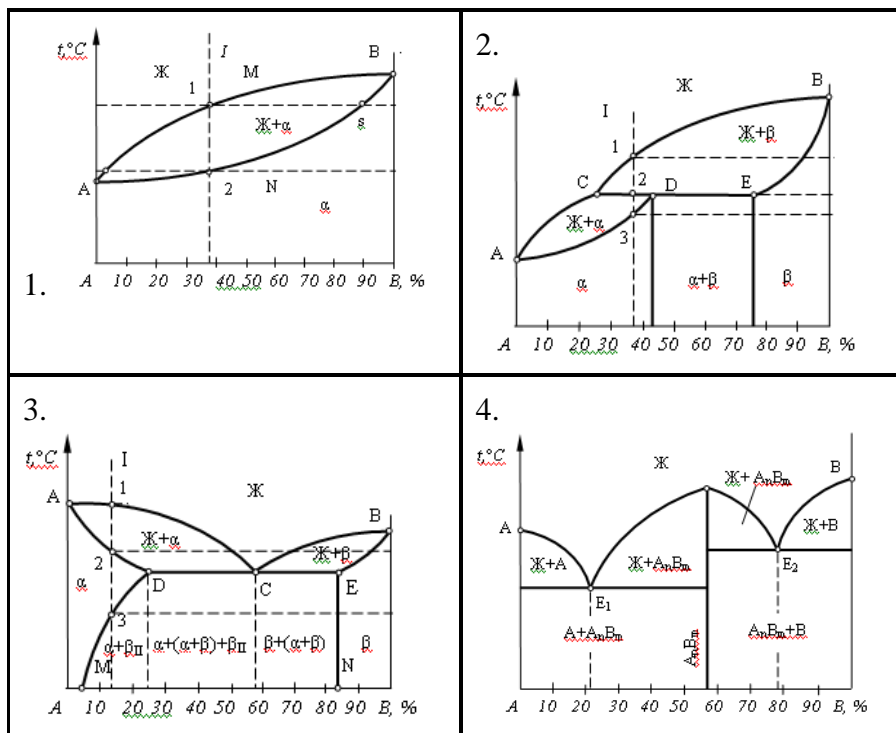 1.
t,°C
I
B
Ж
М
1
Ж+α
s
A
2
N
α
A 10 20 30 40 50 60 70 80 90 B, %
2.
t,°C
Ж
B
I
Ж+β
1
C
2
D
E
Ж+α
3
A
α
α+β
β
A 10 20 30 40 50 60 70 80 90 B, %
3.
t,°C
I
A
1
Ж
B
Ж+α
Ж+β
2
α
D
C
E
3
α+βII
α+(α+β)+βII
β+(α+β)
β
M
N
10 20 30 40 50 60 70 80 90 B, %
A
4.
t,°C
Ж
Ж+ AnBm
B
A
Ж+B
Ж+A
Ж+AnBm
E2
E1
A+AnBm
AnBm
AnBm+B
A 10 20 30 40 50 60 70 80 90 B, %